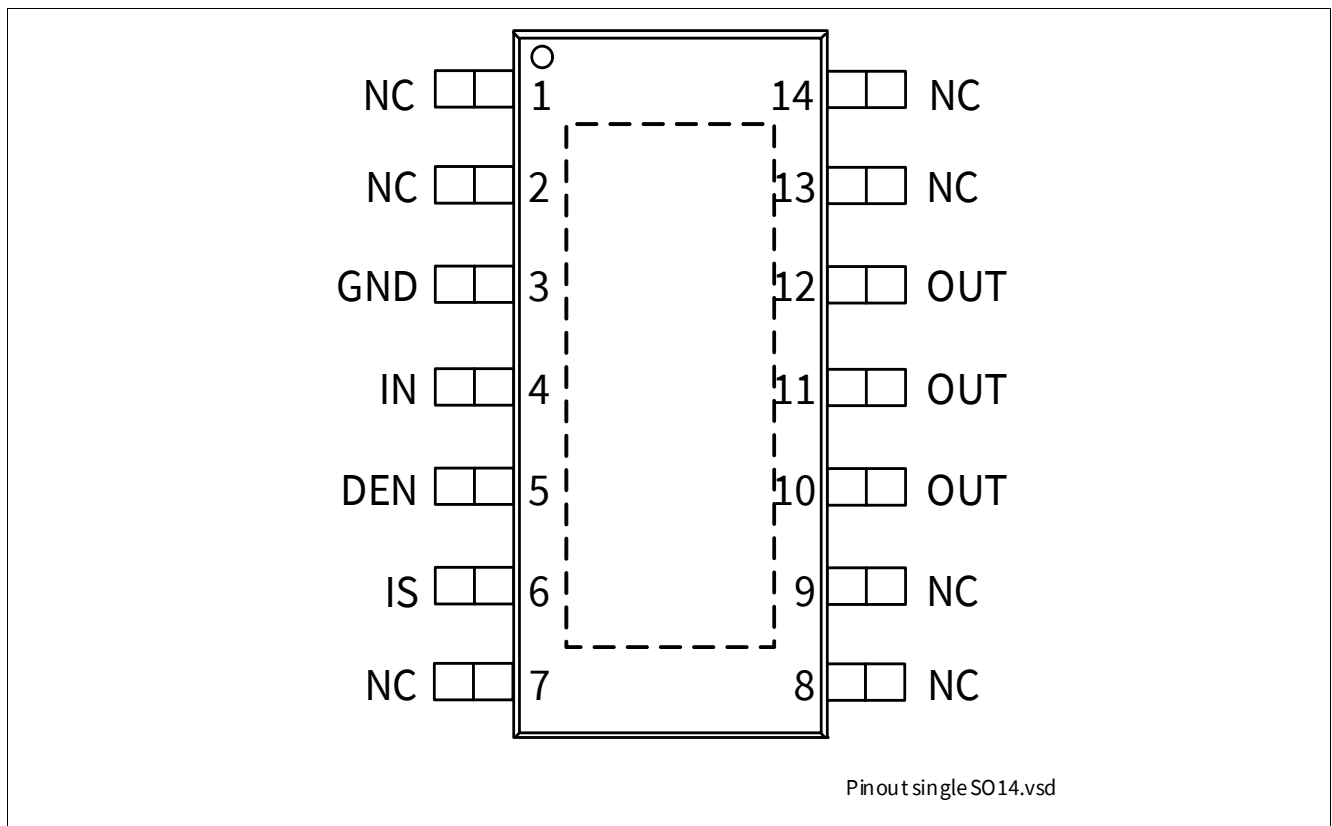 NC 1 14 NC
NC 2 13 NC
GND 3 12 OUT
IN 4 11 OUT
DEN 5 10 OUT
IS 6 9 NC
NC 7 8 NC
Pinout single SO14.vsd